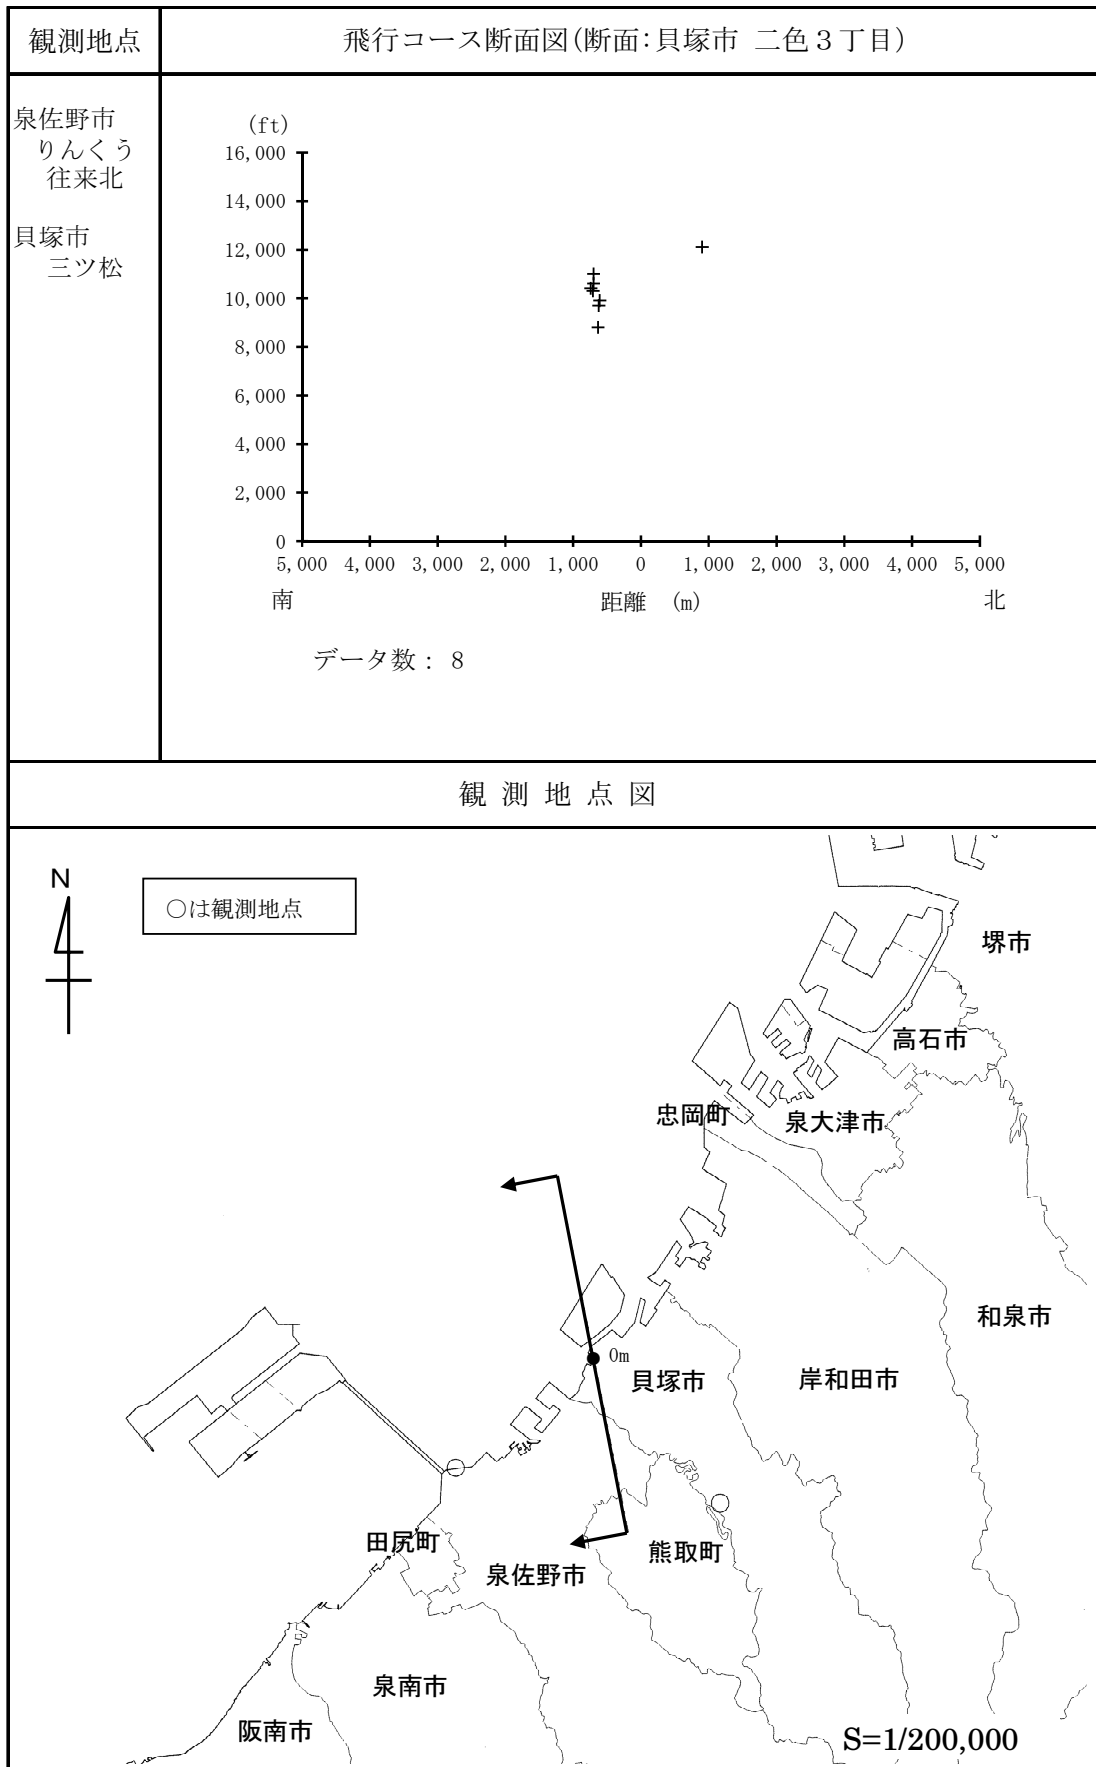 観測地点
飛行コース断面図(断面:貝塚市 二色３丁目)
泉佐野市
りんくう
往来北
貝塚市
三ツ松
(ft)
16,000
14,000
12,000
10,000
8,000
6,000
4,000
2,000
0
5,000 4,000 3,000 2,000 1,000 0 1,000 2,000 3,000 4,000 5,000
南 距離 (m) 北
データ数： 8
観 測 地 点 図
N
○は観測地点
堺市
高石市
忠岡町
泉大津市
和泉市
0m
貝塚市
岸和田市
田尻町
熊取町
泉佐野市
泉南市
阪南市
S=1/200,000